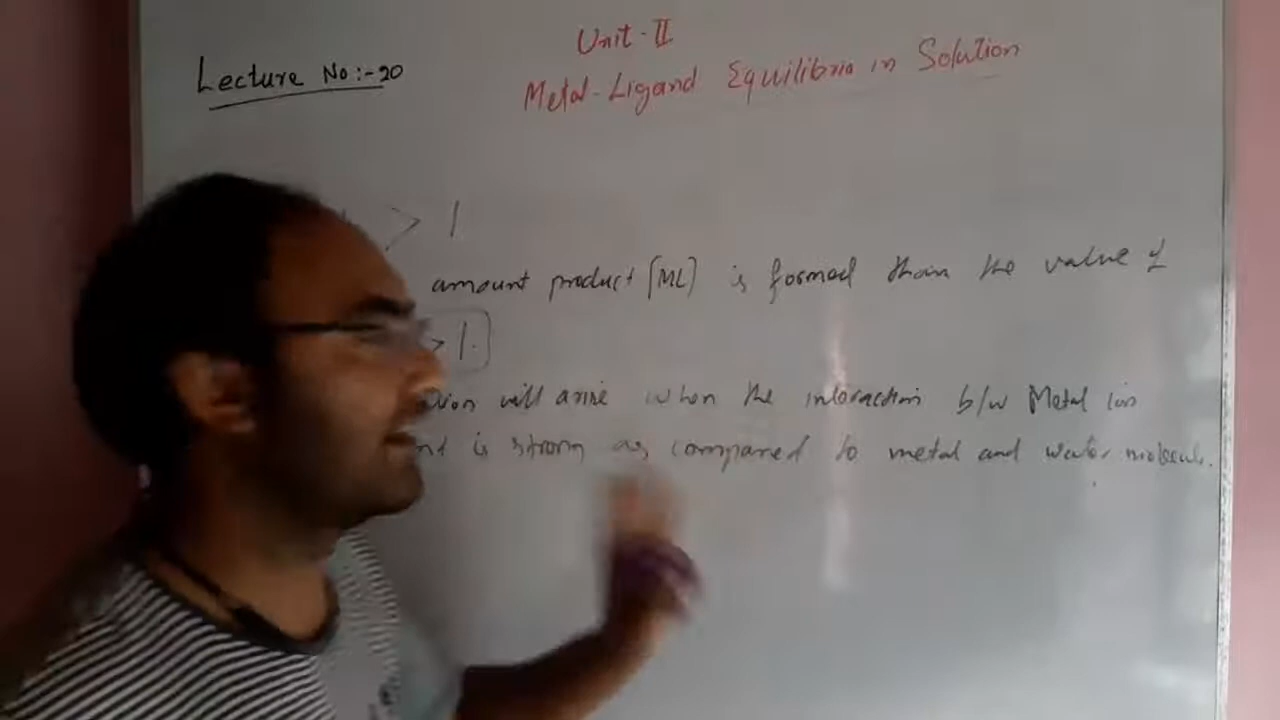 Unit-II
Lecture No:-20
Metal-Ligand Equilibria in Solution
> 1
amount product [ML] is formed than the value of
> 1.
will arise when the interaction b/w Metal ion
is strong as compared to metal and water molecule.